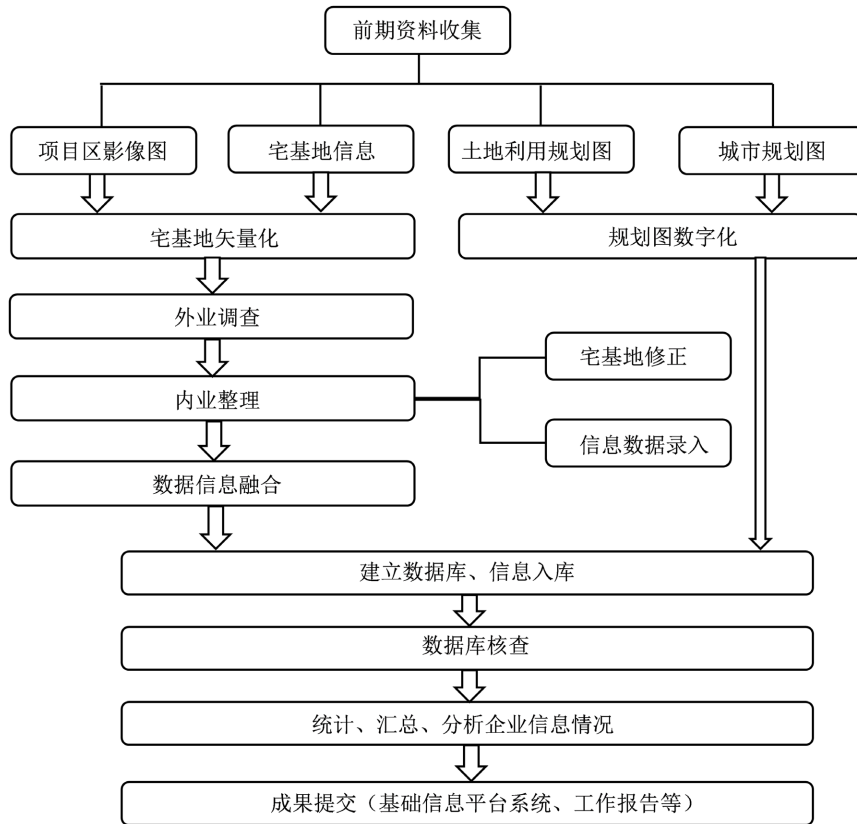 前期资料收集
项目区影像图
宅基地信息
土地利用规划图
城市规划图
宅基地矢量化
规划图数字化
外业调查
宅基地修正
内业整理
信息数据录入
数据信息融合
建立数据库、信息入库
数据库核查
统计、汇总、分析企业信息情况
成果提交（基础信息平台系统、工作报告等）